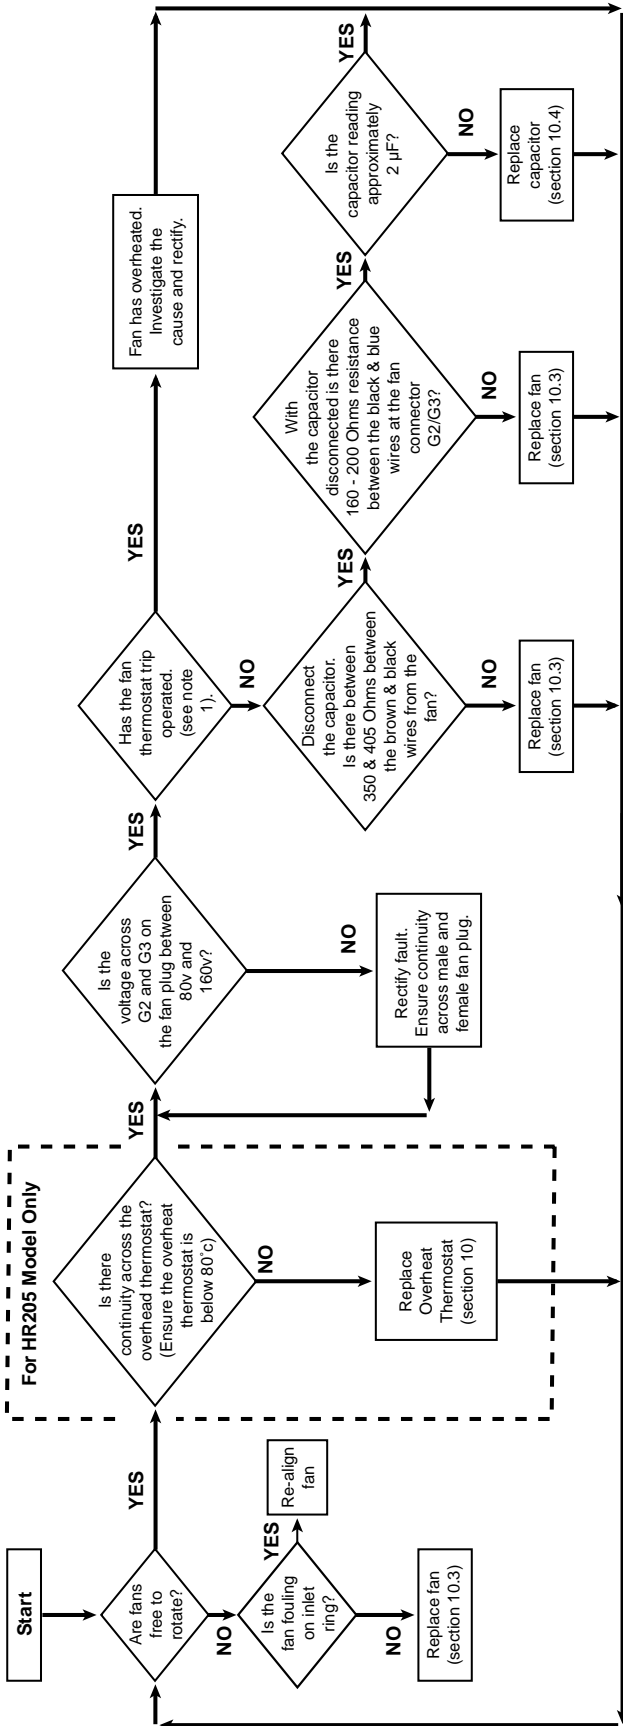 Start
Are fans
free to
rotate?
YES
NO
Is the
fan fouling
on inlet
ring?
YES
Re-align
fan
NO
Replace fan
(section 10.3)
For HR205 Model Only
Is there
continuity across the
overhead thermostat?
(Ensure the overheat
thermostat is
below 80˚c)
YES
NO
Replace
Overheat
Thermostat
(section 10)
Is the
voltage across
G2 and G3 on
the fan plug between
80v and
160v?
YES
NO
Rectify fault.
Ensure continuity
across male and
female fan plug.
Has the fan
thermostat trip
operated.
(see note
1).
YES
Fan has overheated.
Investigate the
cause and rectify.
NO
Disconnect
the capacitor.
Is there between
350 & 405 Ohms between
the brown & black
wires from the
fan?
YES
NO
Replace fan
(section 10.3)
With
the capacitor
disconnected is there
160 - 200 Ohms resistance
between the black & blue
wires at the fan
connector
G2/G3?
YES
NO
Replace fan
(section 10.3)
Is the
capacitor reading
approximately
2 µF?
YES
NO
Replace
capacitor
(section 10.4)